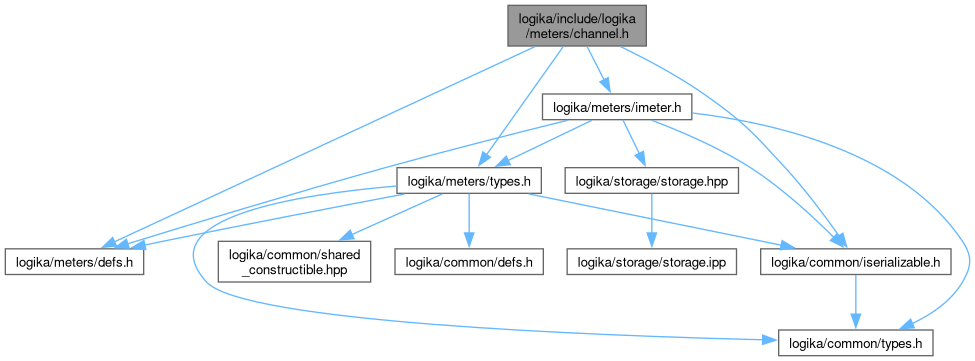 logika/include/logika
/meters/channel.h
logika/meters/imeter.h
logika/meters/types.h
logika/storage/storage.hpp
logika/meters/defs.h
logika/common/shared
_constructible.hpp
logika/common/defs.h
logika/storage/storage.ipp
logika/common/iserializable.h
logika/common/types.h